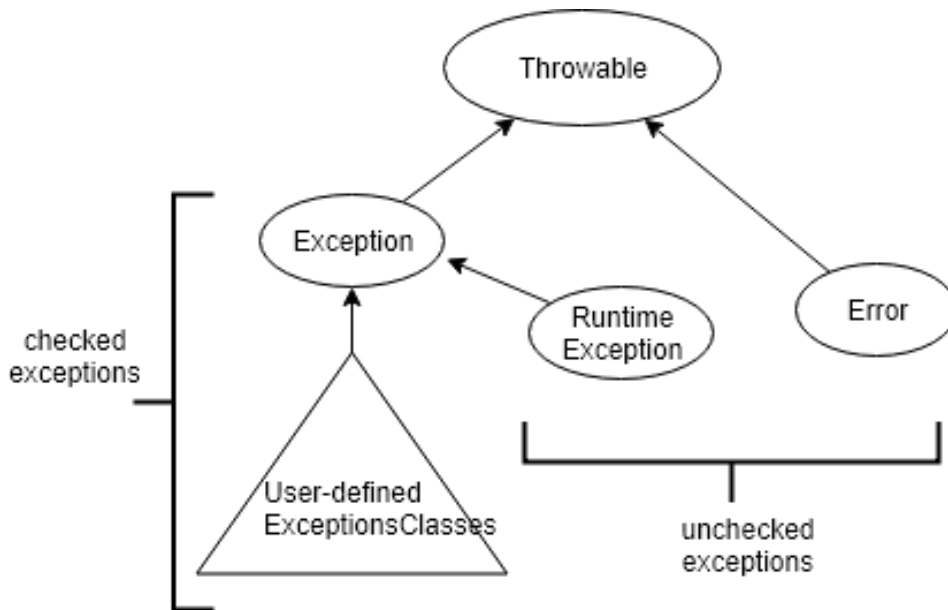 Throwable
Exception
Runtime
Exception
Error
checked
exceptions
User-defined
ExceptionsClasses
unchecked
exceptions